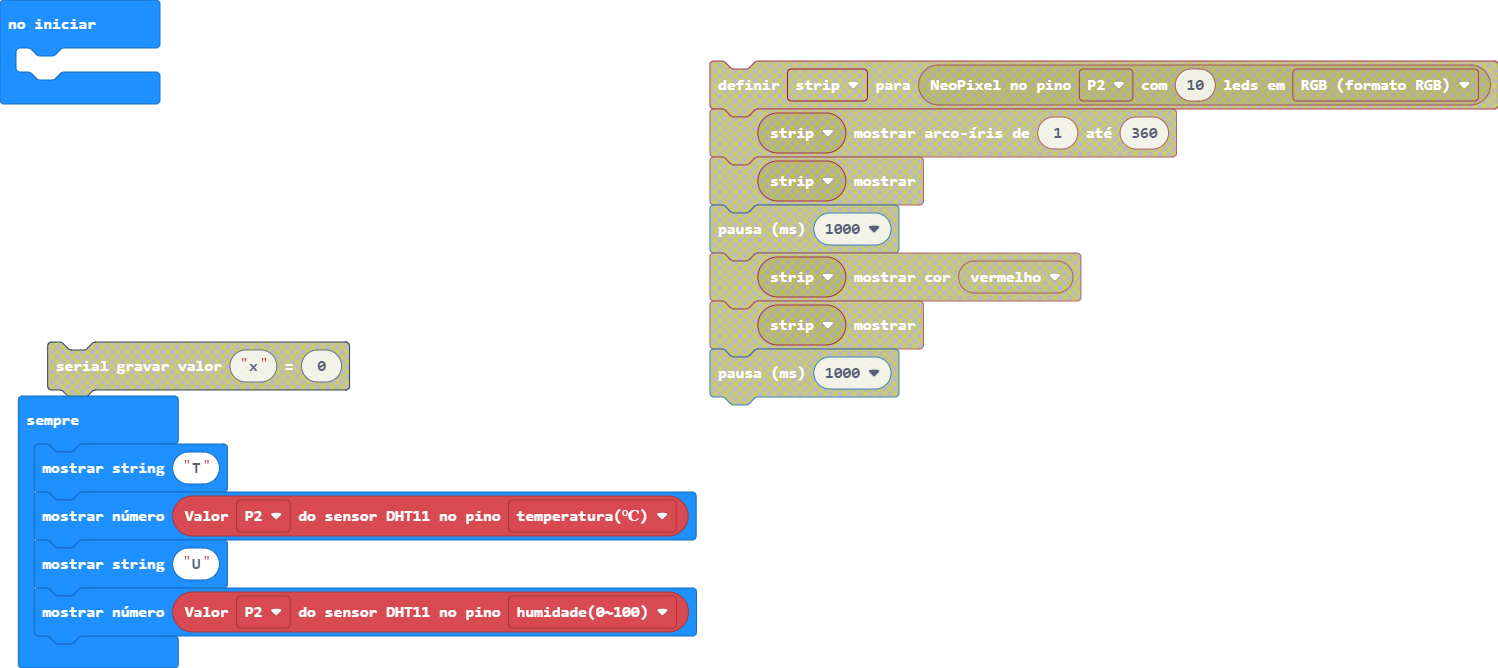 no iniciar
definir strip para NeoPixel no pino P2 com 10 leds em RGB (formato RGB)
strip mostrar arco-íris de 1 até 360
strip mostrar
pausa (ms) 1000
strip mostrar cor vermelho
strip mostrar
pausa (ms) 1000
serial gravar valor "x" = 0
sempre
mostrar string "T"
mostrar número Valor P2 do sensor DHT11 no pino temperatura(℃)
mostrar string "U"
mostrar número Valor P2 do sensor DHT11 no pino humidade(0~100)